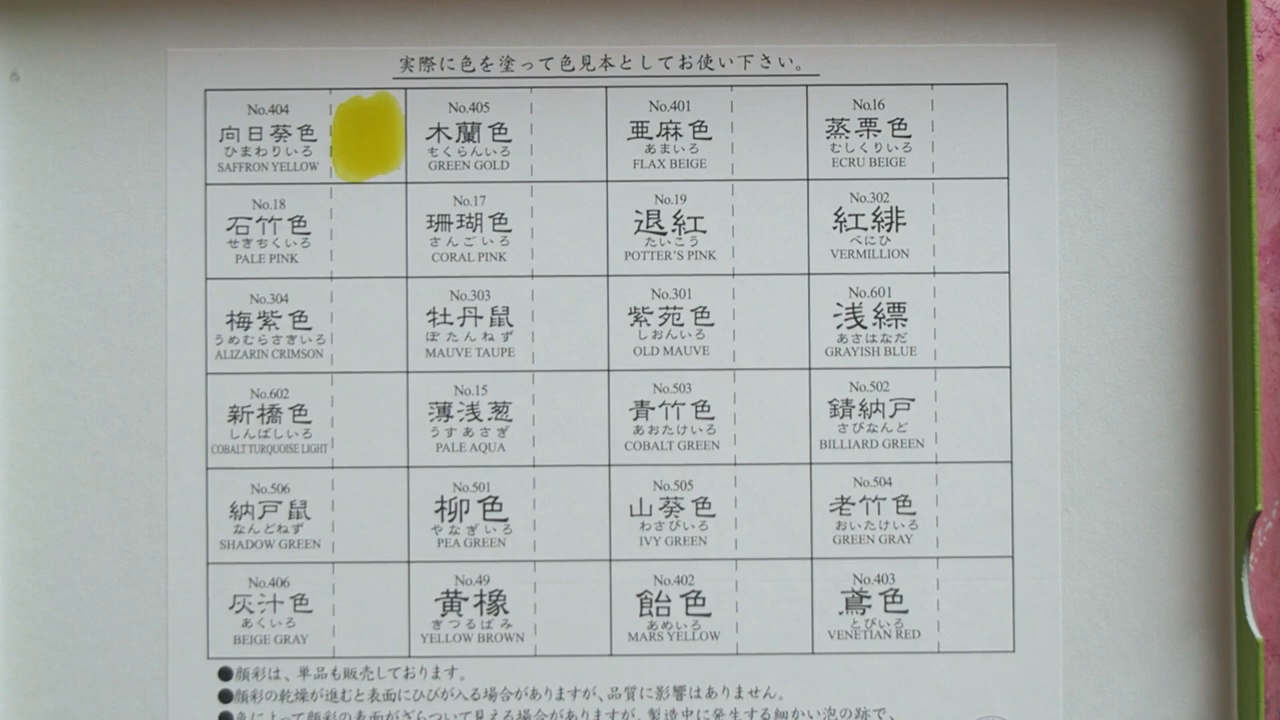 実際に色を塗って色見本としてお使い下さい。
No.404
向日葵色
ひまわりいろ
SAFFRON YELLOW
No.405
木蘭色
もくらんいろ
GREEN GOLD
No.401
亜麻色
あまいろ
FLAX BEIGE
No.16
蒸栗色
むしくりいろ
ECRU BEIGE
No.18
石竹色
せきちくいろ
PALE PINK
No.17
珊瑚色
さんごいろ
CORAL PINK
No.19
退紅
たいこう
POTTER'S PINK
No.302
紅緋
べにひ
VERMILLION
No.304
梅紫色
うめむらさきいろ
ALIZARIN CRIMSON
No.303
牡丹鼠
ぼたんねず
MAUVE TAUPE
No.301
紫苑色
しおんいろ
OLD MAUVE
No.601
浅縹
あさはなだ
GRAYISH BLUE
No.602
新橋色
しんばしいろ
COBALT TURQUOISE LIGHT
No.15
薄浅葱
うすあさぎ
PALE AQUA
No.503
青竹色
あおたけいろ
COBALT GREEN
No.502
錆納戸
さびなんど
BILLIARD GREEN
No.506
納戸鼠
なんどねず
SHADOW GREEN
No.501
柳色
やなぎいろ
PEA GREEN
No.505
山葵色
わさびいろ
IVY GREEN
No.504
老竹色
おいたけいろ
GREEN GRAY
No.406
灰汁色
あくいろ
BEIGE GRAY
No.49
黄橡
きつるばみ
YELLOW BROWN
No.402
飴色
あめいろ
MARS YELLOW
No.403
鳶色
とびいろ
VENETIAN RED
●顔彩は、単品も販売しております。
●顔彩の乾燥が進むと表面にひびが入る場合がありますが、品質に影響はありません。
●色によって顔彩の表面がざらついて見える場合がありますが、製造中に発生する細かい泡の跡で、